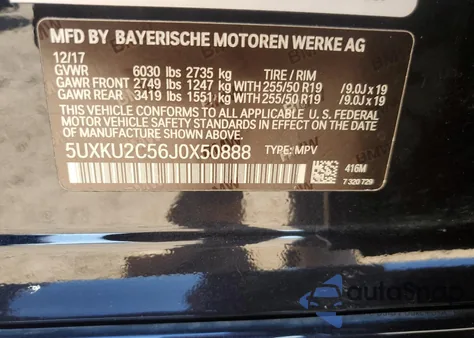 MFD BY BAYERISCHE MOTOREN WERKE AG
12/17
GVWR 6030 lbs 2735 kg TIRE / RIM
GAWR FRONT 2749 lbs 1247 kg WITH 255/50 R19 /9.0J x 19
GAWR REAR 3419 lbs 1551 kg WITH 255/50 R19 /9.0J x 19
THIS VEHICLE CONFORMS TO ALL APPLICABLE U. S. FEDERAL
MOTOR VEHICLE SAFETY STANDARDS IN EFFECT ON THE
DATE OF MANUFACTURE SHOWN ABOVE.
5UXKU2C56J0X50888 TYPE: MPV
416M
7 320 729
autoSnap